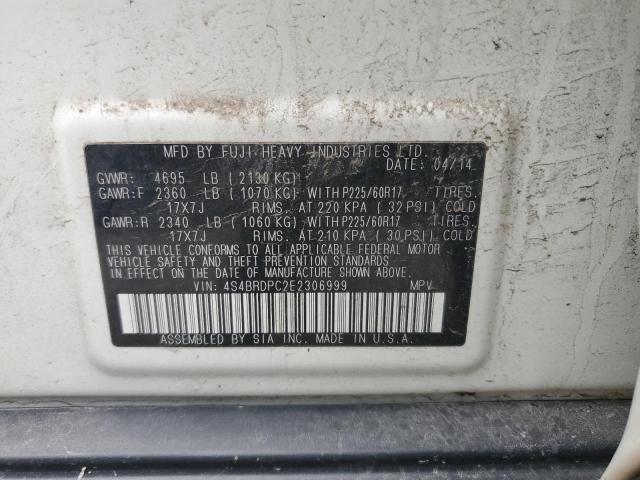 MFD BY FUJI HEAVY INDUSTRIES LTD.
DATE: 04/14
GVWR: 4695 LB (2130 KG)
GAWR:F 2360 LB (1070 KG) WITH P225/60R17 TIRES.
17X7J RIMS. AT 220 KPA (32 PSI) COLD
GAWR:R 2340 LB (1060 KG) WITH P225/60R17 TIRES.
17X7J RIMS. AT 210 KPA (30 PSI) COLD
THIS VEHICLE CONFORMS TO ALL APPLICABLE FEDERAL MOTOR
VEHICLE SAFETY AND THEFT PREVENTION STANDARDS
IN EFFECT ON THE DATE OF MANUFACTURE SHOWN ABOVE.
VIN: 4S4BRDPC2E2306999 MPV
ASSEMBLED BY SIA INC. MADE IN U.S.A.